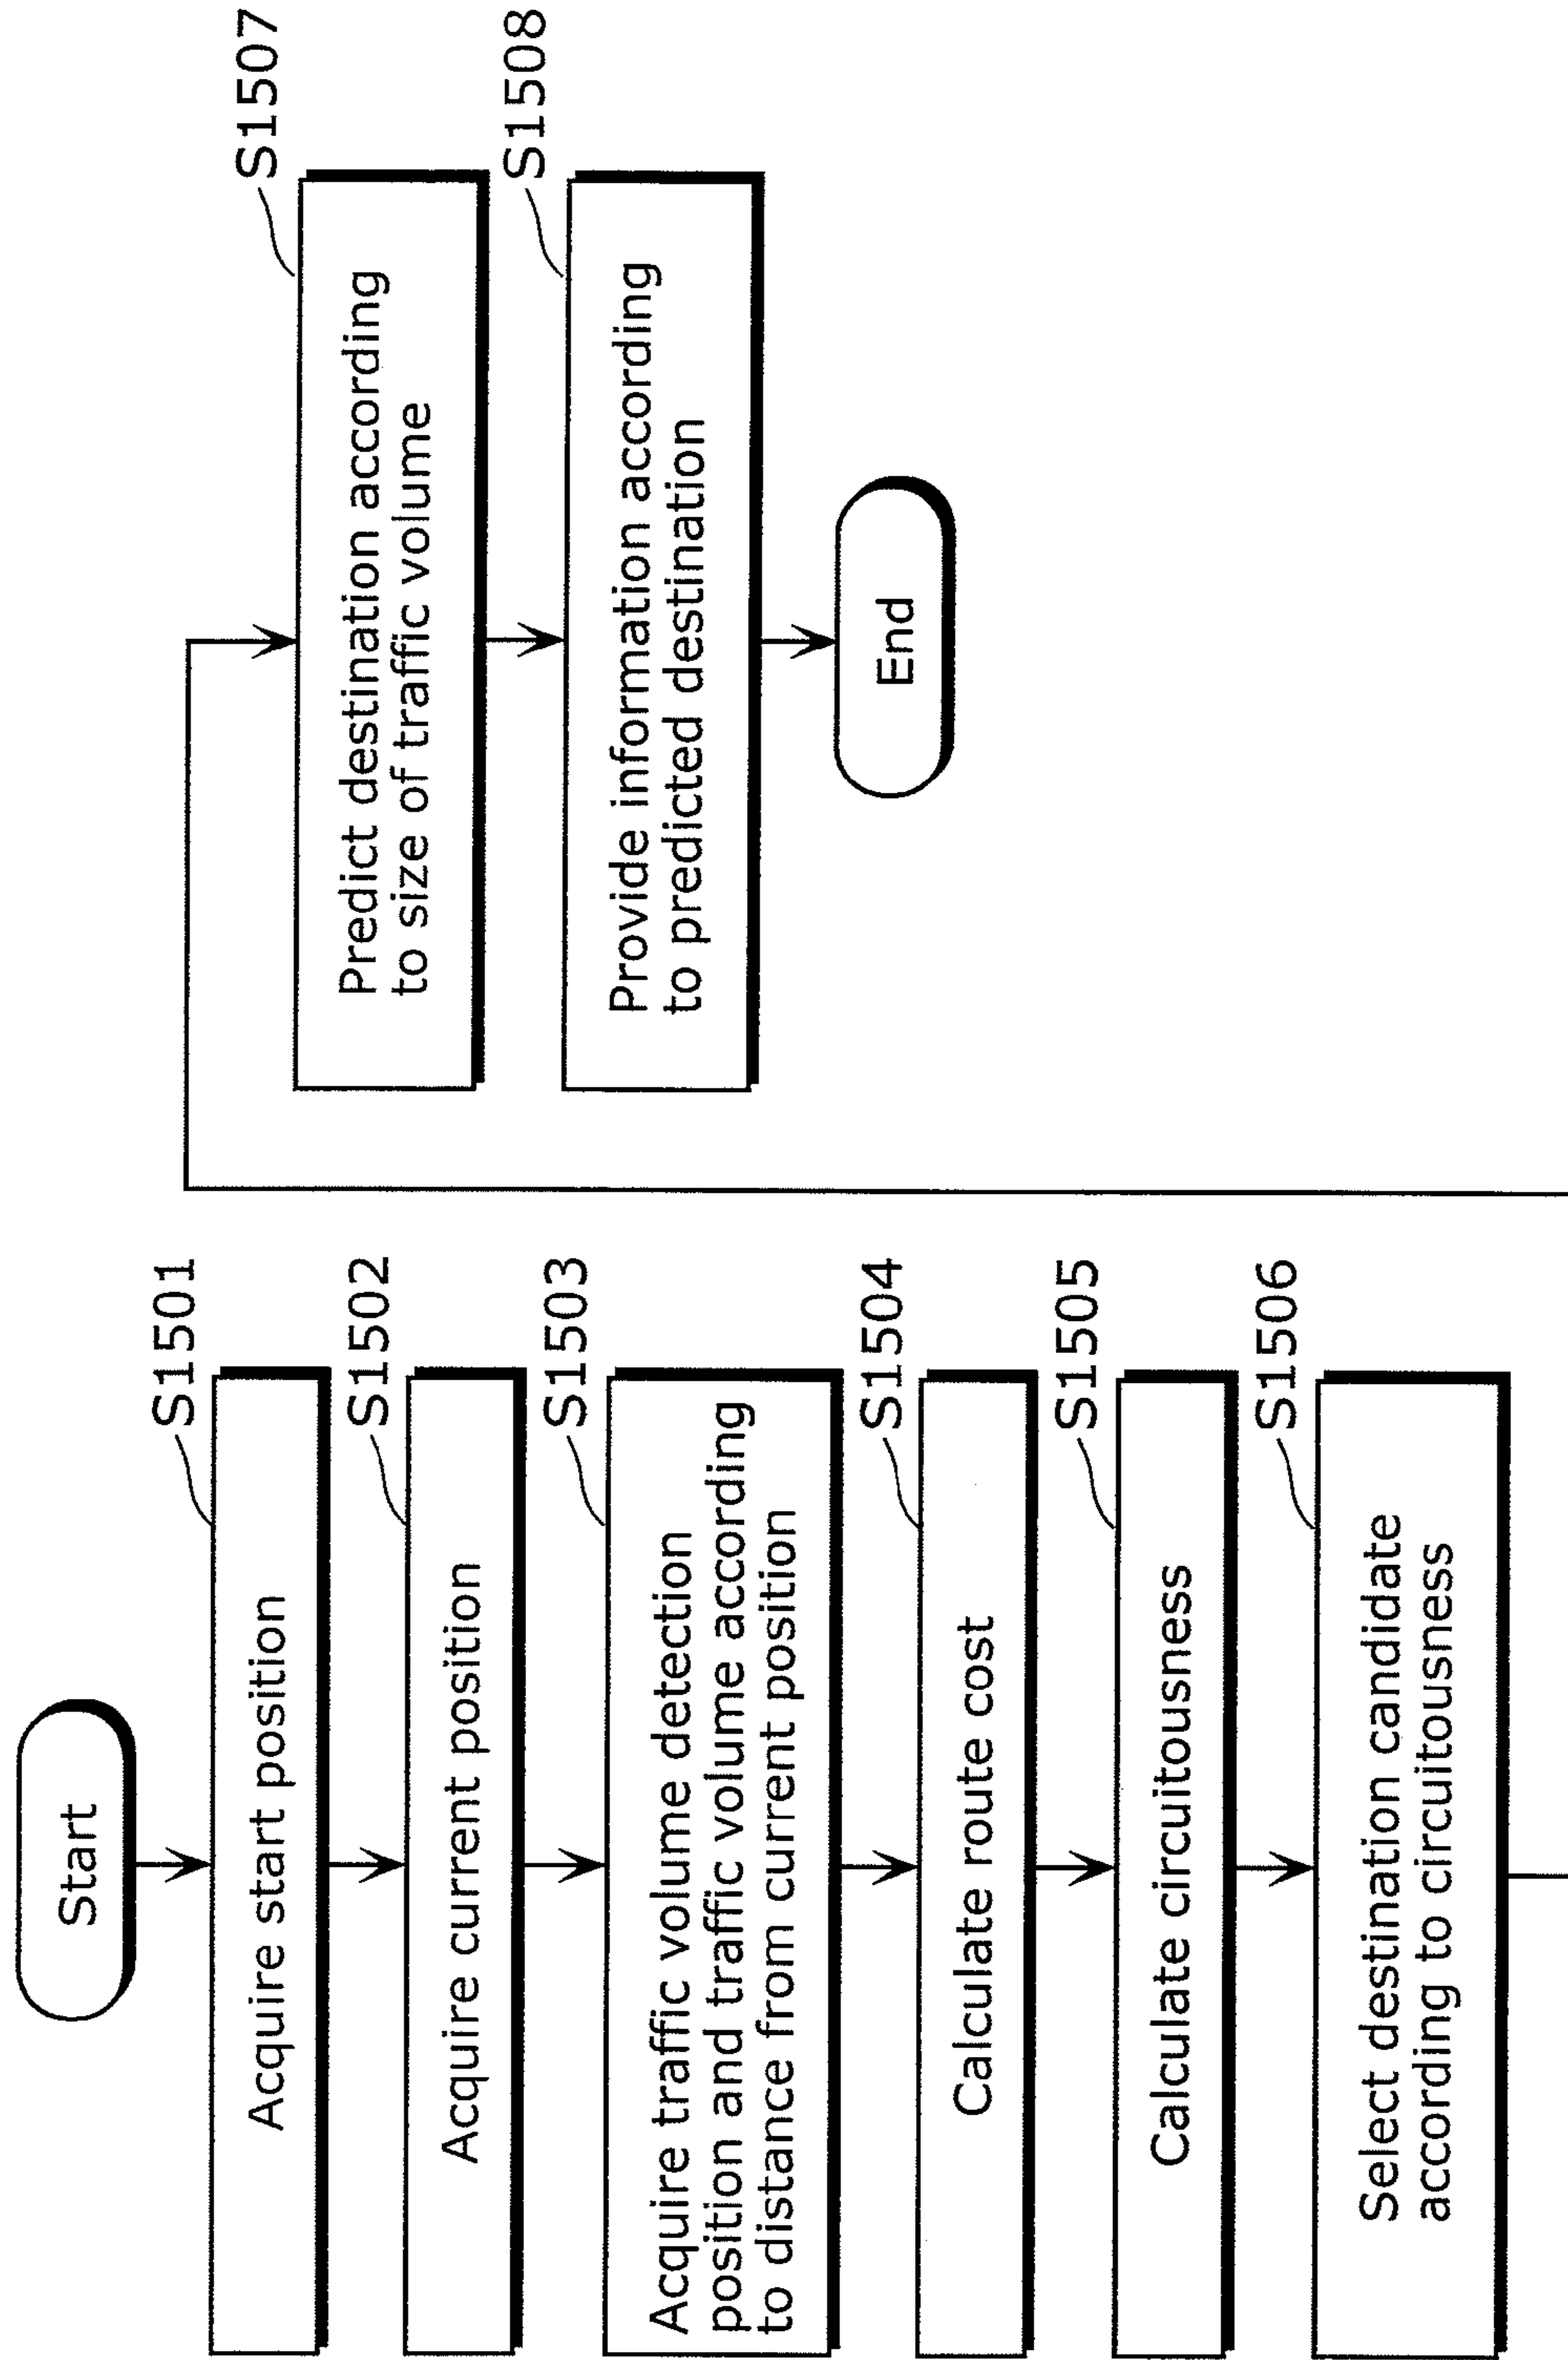 Start
S1501
Acquire start position
S1502
Acquire current position
S1503
Acquire traffic volume detection
position and traffic volume according
to distance from current position
S1504
Calculate route cost
S1505
Calculate circuitousness
S1506
Select destination candidate
according to circuitousness
S1507
Predict destination according
to size of traffic volume
S1508
Provide information according
to predicted destination
End